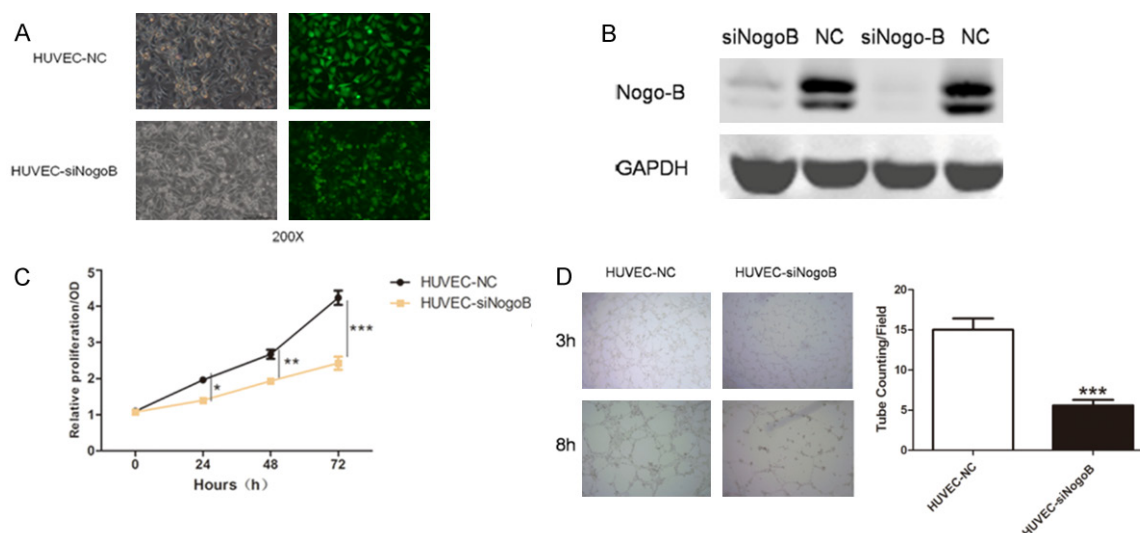 A
HUVEC-NC
HUVEC-siNogoB
200X
B
siNogoB NC siNogo-B NC
Nogo-B
GAPDH
C
Relative proliferation/OD
5
4
3
2
1
0
0 24 48 72
Hours (h)
HUVEC-NC
HUVEC-siNogoB
*
**
***
D
HUVEC-NC HUVEC-siNogoB
3h
8h
Tube Counting/Field
20
15
10
5
0
***
HUVEC-NC
HUVEC-siNogoB